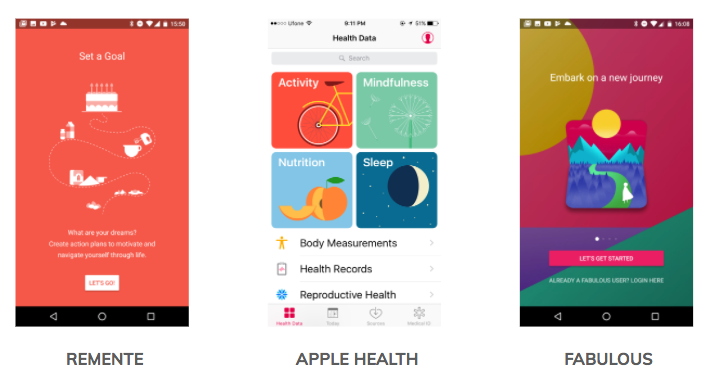 15:50
Set a Goal
What are your dreams?
Create action plans to motivate and
navigate yourself through life.
LET'S GO!
REMENTE
Ufone 9:11 PM 51%
Health Data
Search
Activity
Mindfulness
Nutrition
Sleep
Body Measurements
Health Records
Reproductive Health
Health Data Today Sources Medical ID
APPLE HEALTH
16:08
Embark on a new journey
LET'S GET STARTED
ALREADY A FABULOUS USER? LOGIN HERE
FABULOUS